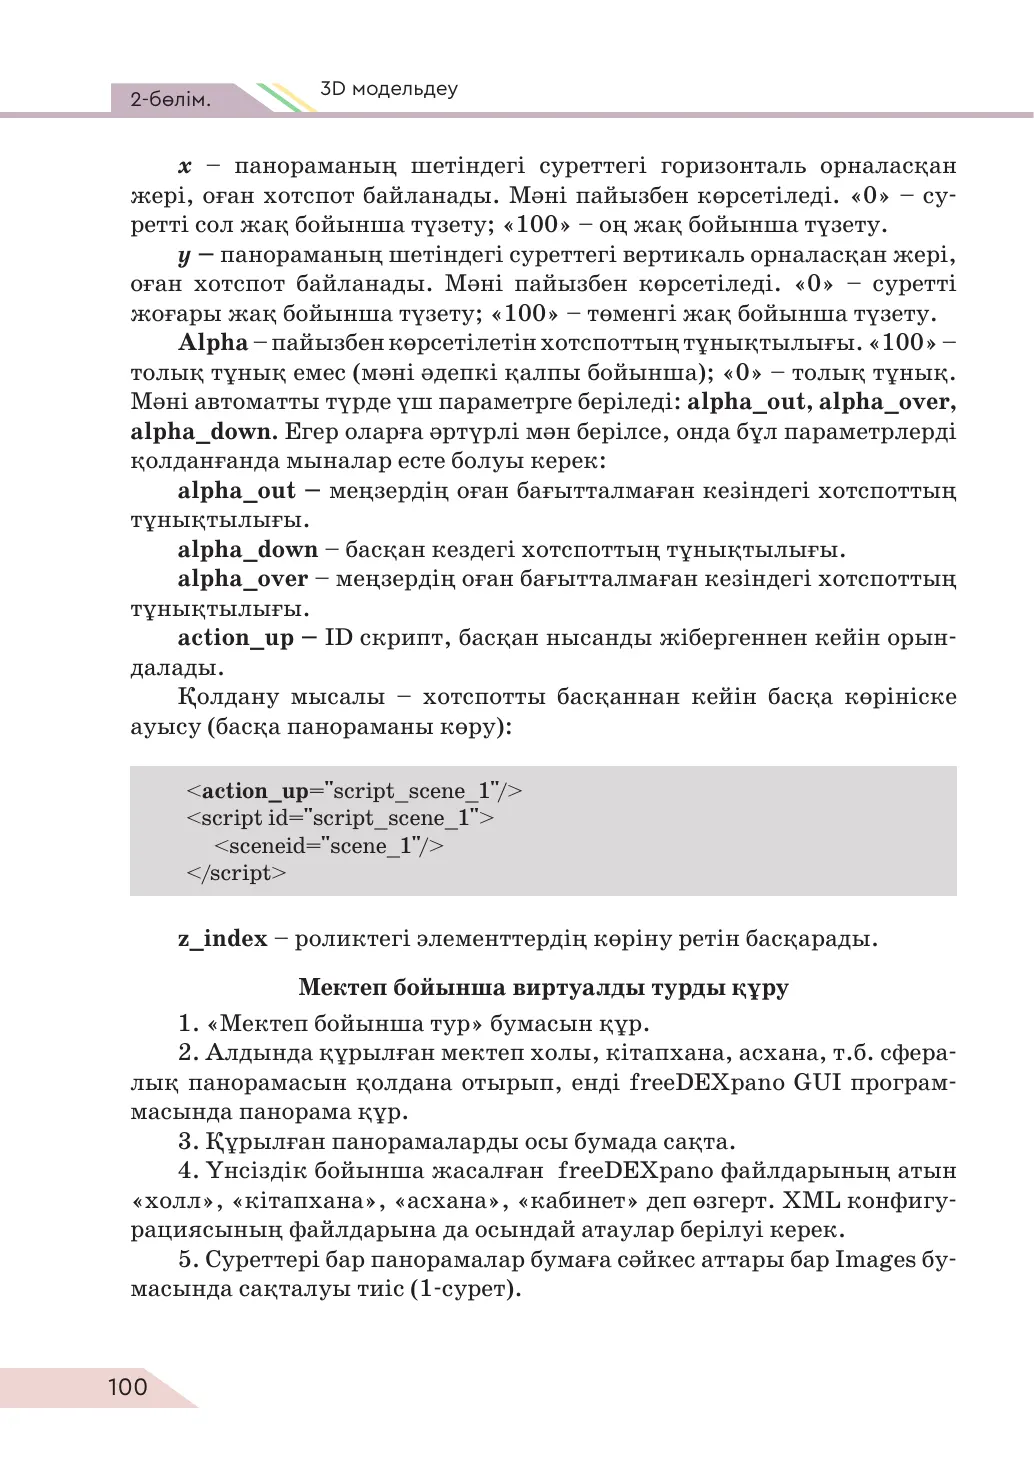 2-бөлім.
3D модельдеу
x – панораманың шетіндегі суреттегі горизонталь орналасқан
жері, оған хотспот байланады. Мәні пайызбен көрсетіледі. «0» – су-
ретті сол жақ бойынша түзету; «100» – оң жақ бойынша түзету.
y – панораманың шетіндегі суреттегі вертикаль орналасқан жері,
оған хотспот байланады. Мәні пайызбен көрсетіледі. «0» – суретті
жоғары жақ бойынша түзету; «100» – төменгі жақ бойынша түзету.
Alpha – пайызбен көрсетілетін хотспоттың тұнықтылығы. «100» –
толық тұнық емес (мәні әдепкі қалпы бойынша); «0» – толық тұнық.
Мәні автоматты түрде үш параметрге беріледі: alpha_out, alpha_over,
alpha_down. Егер оларға әртүрлі мән берілсе, онда бұл параметрлерді
қолданғанда мыналар есте болуы керек:
alpha_out – меңзердің оған бағытталмаған кезіндегі хотспоттың
тұнықтылығы.
alpha_down – басқан кездегі хотспоттың тұнықтылығы.
alpha_over – меңзердің оған бағытталмаған кезіндегі хотспоттың
тұнықтылығы.
action_up – ID скрипт, басқан нысанды жібергеннен кейін орын-
далады.
Қолдану мысалы – хотспотты басқаннан кейін басқа көрініске
ауысу (басқа панораманы көру):
<action_up="script_scene_1"/>
<script id="script_scene_1">
<sceneid="scene_1"/>
</script>
z_index – роликтегі элементтердің көріну ретін басқарады.
Мектеп бойынша виртуалды турды құру
1. «Мектеп бойынша тур» бумасын құр.
2. Алдында құрылған мектеп холы, кітапхана, асхана, т.б. сфера-
лық панорамасын қолдана отырып, енді freeDEXpano GUI програм-
масында панорама құр.
3. Құрылған панорамаларды осы бумада сақта.
4. Үнсіздік бойынша жасалған freeDEXpano файлдарының атын
«холл», «кітапхана», «асхана», «кабинет» деп өзгерт. XML конфигу-
рациясының файлдарына да осындай атаулар берілуі керек.
5. Суреттері бар панорамалар бумаға сәйкес аттары бар Images бу-
масында сақталуы тиіс (1-сурет).
100